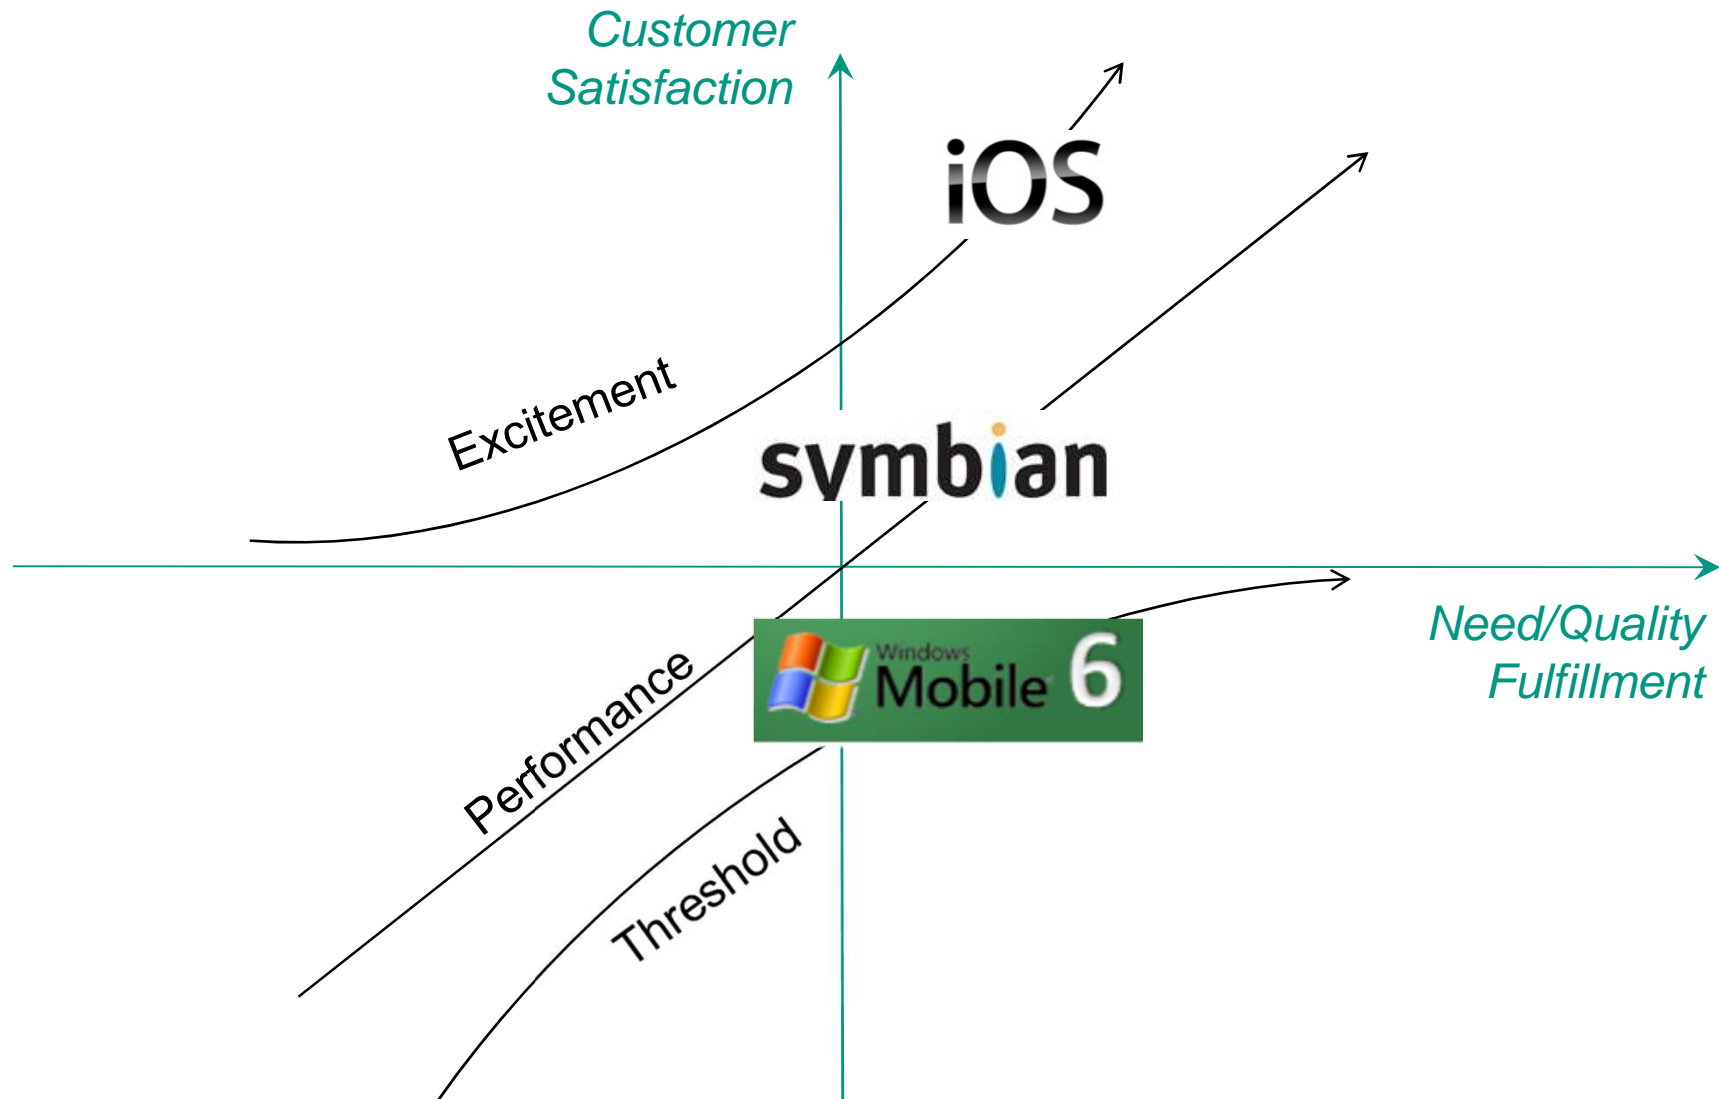 Customer
Satisfaction
iOS
Excitement
symbian
Need/Quality
Fulfillment
Windows
Mobile 6
Performance
Threshold